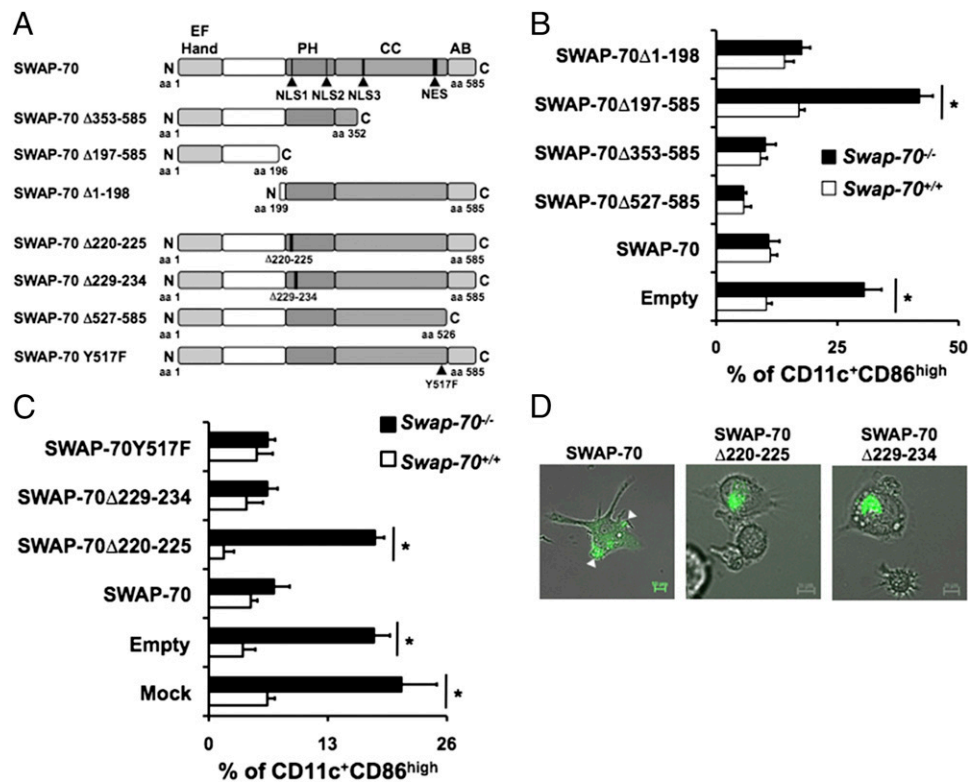 A
EF
Hand PH CC AB
SWAP-70 N C
aa 1 aa 585
NLS1 NLS2 NLS3 NES
SWAP-70 Δ353-585 N C
aa 1 aa 352
SWAP-70 Δ197-585 N C
aa 1 aa 196
SWAP-70 Δ1-198 N C
aa 199 aa 585
SWAP-70 Δ220-225 N C
aa 1 Δ220-225 aa 585
SWAP-70 Δ229-234 N C
aa 1 Δ229-234 aa 585
SWAP-70 Δ527-585 N C
aa 1 aa 526
SWAP-70 Y517F N C
aa 1 aa 585
Y517F
B
SWAP-70Δ1-198
SWAP-70Δ197-585 *
SWAP-70Δ353-585
SWAP-70Δ527-585
SWAP-70
Empty *
Swap-70-/-
Swap-70+/+
0 25 50
% of CD11c+CD86high
C
Swap-70-/-
Swap-70+/+
SWAP-70Y517F
SWAP-70Δ229-234
SWAP-70Δ220-225 *
SWAP-70
Empty *
Mock *
0 13 26
% of CD11c+CD86high
D
SWAP-70
SWAP-70
Δ220-225
SWAP-70
Δ229-234